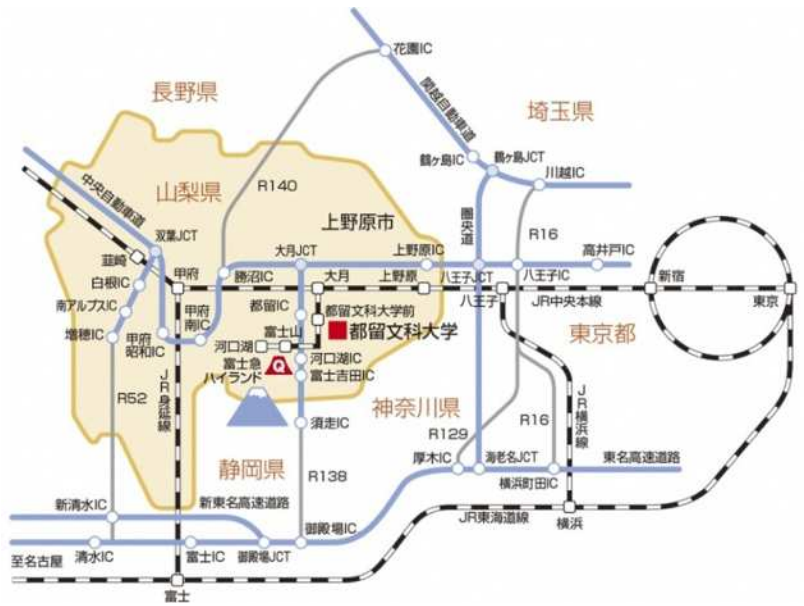 花園IC
長野県
関越自動車道
埼玉県
鶴ヶ島IC
鶴ヶ島JCT
川越IC
中央自動車道
山梨県
R140
双葉JCT
上野原市
圏央道
R16
韮崎
大月JCT
上野原IC
高井戸IC
白根IC
甲府
勝沼IC
大月
上野原
八王子JCT
八王子IC
新宿
東京
南アルプスIC
都留IC
八王子
JR中央本線
増穂IC
甲府
昭和IC
甲府
南IC
都留文科大学前
都留文科大学
東京都
富士山
河口湖
河口湖IC
富士急
ハイランド
Q
富士吉田IC
JR身延線
R52
神奈川県
須走IC
R16
JR横浜線
R129
静岡県
R138
厚木IC
海老名JCT
東名高速道路
横浜町田IC
新清水IC
新東名高速道路
JR東海道線
横浜
御殿場IC
至名古屋
清水IC
富士IC
御殿場JCT
富士